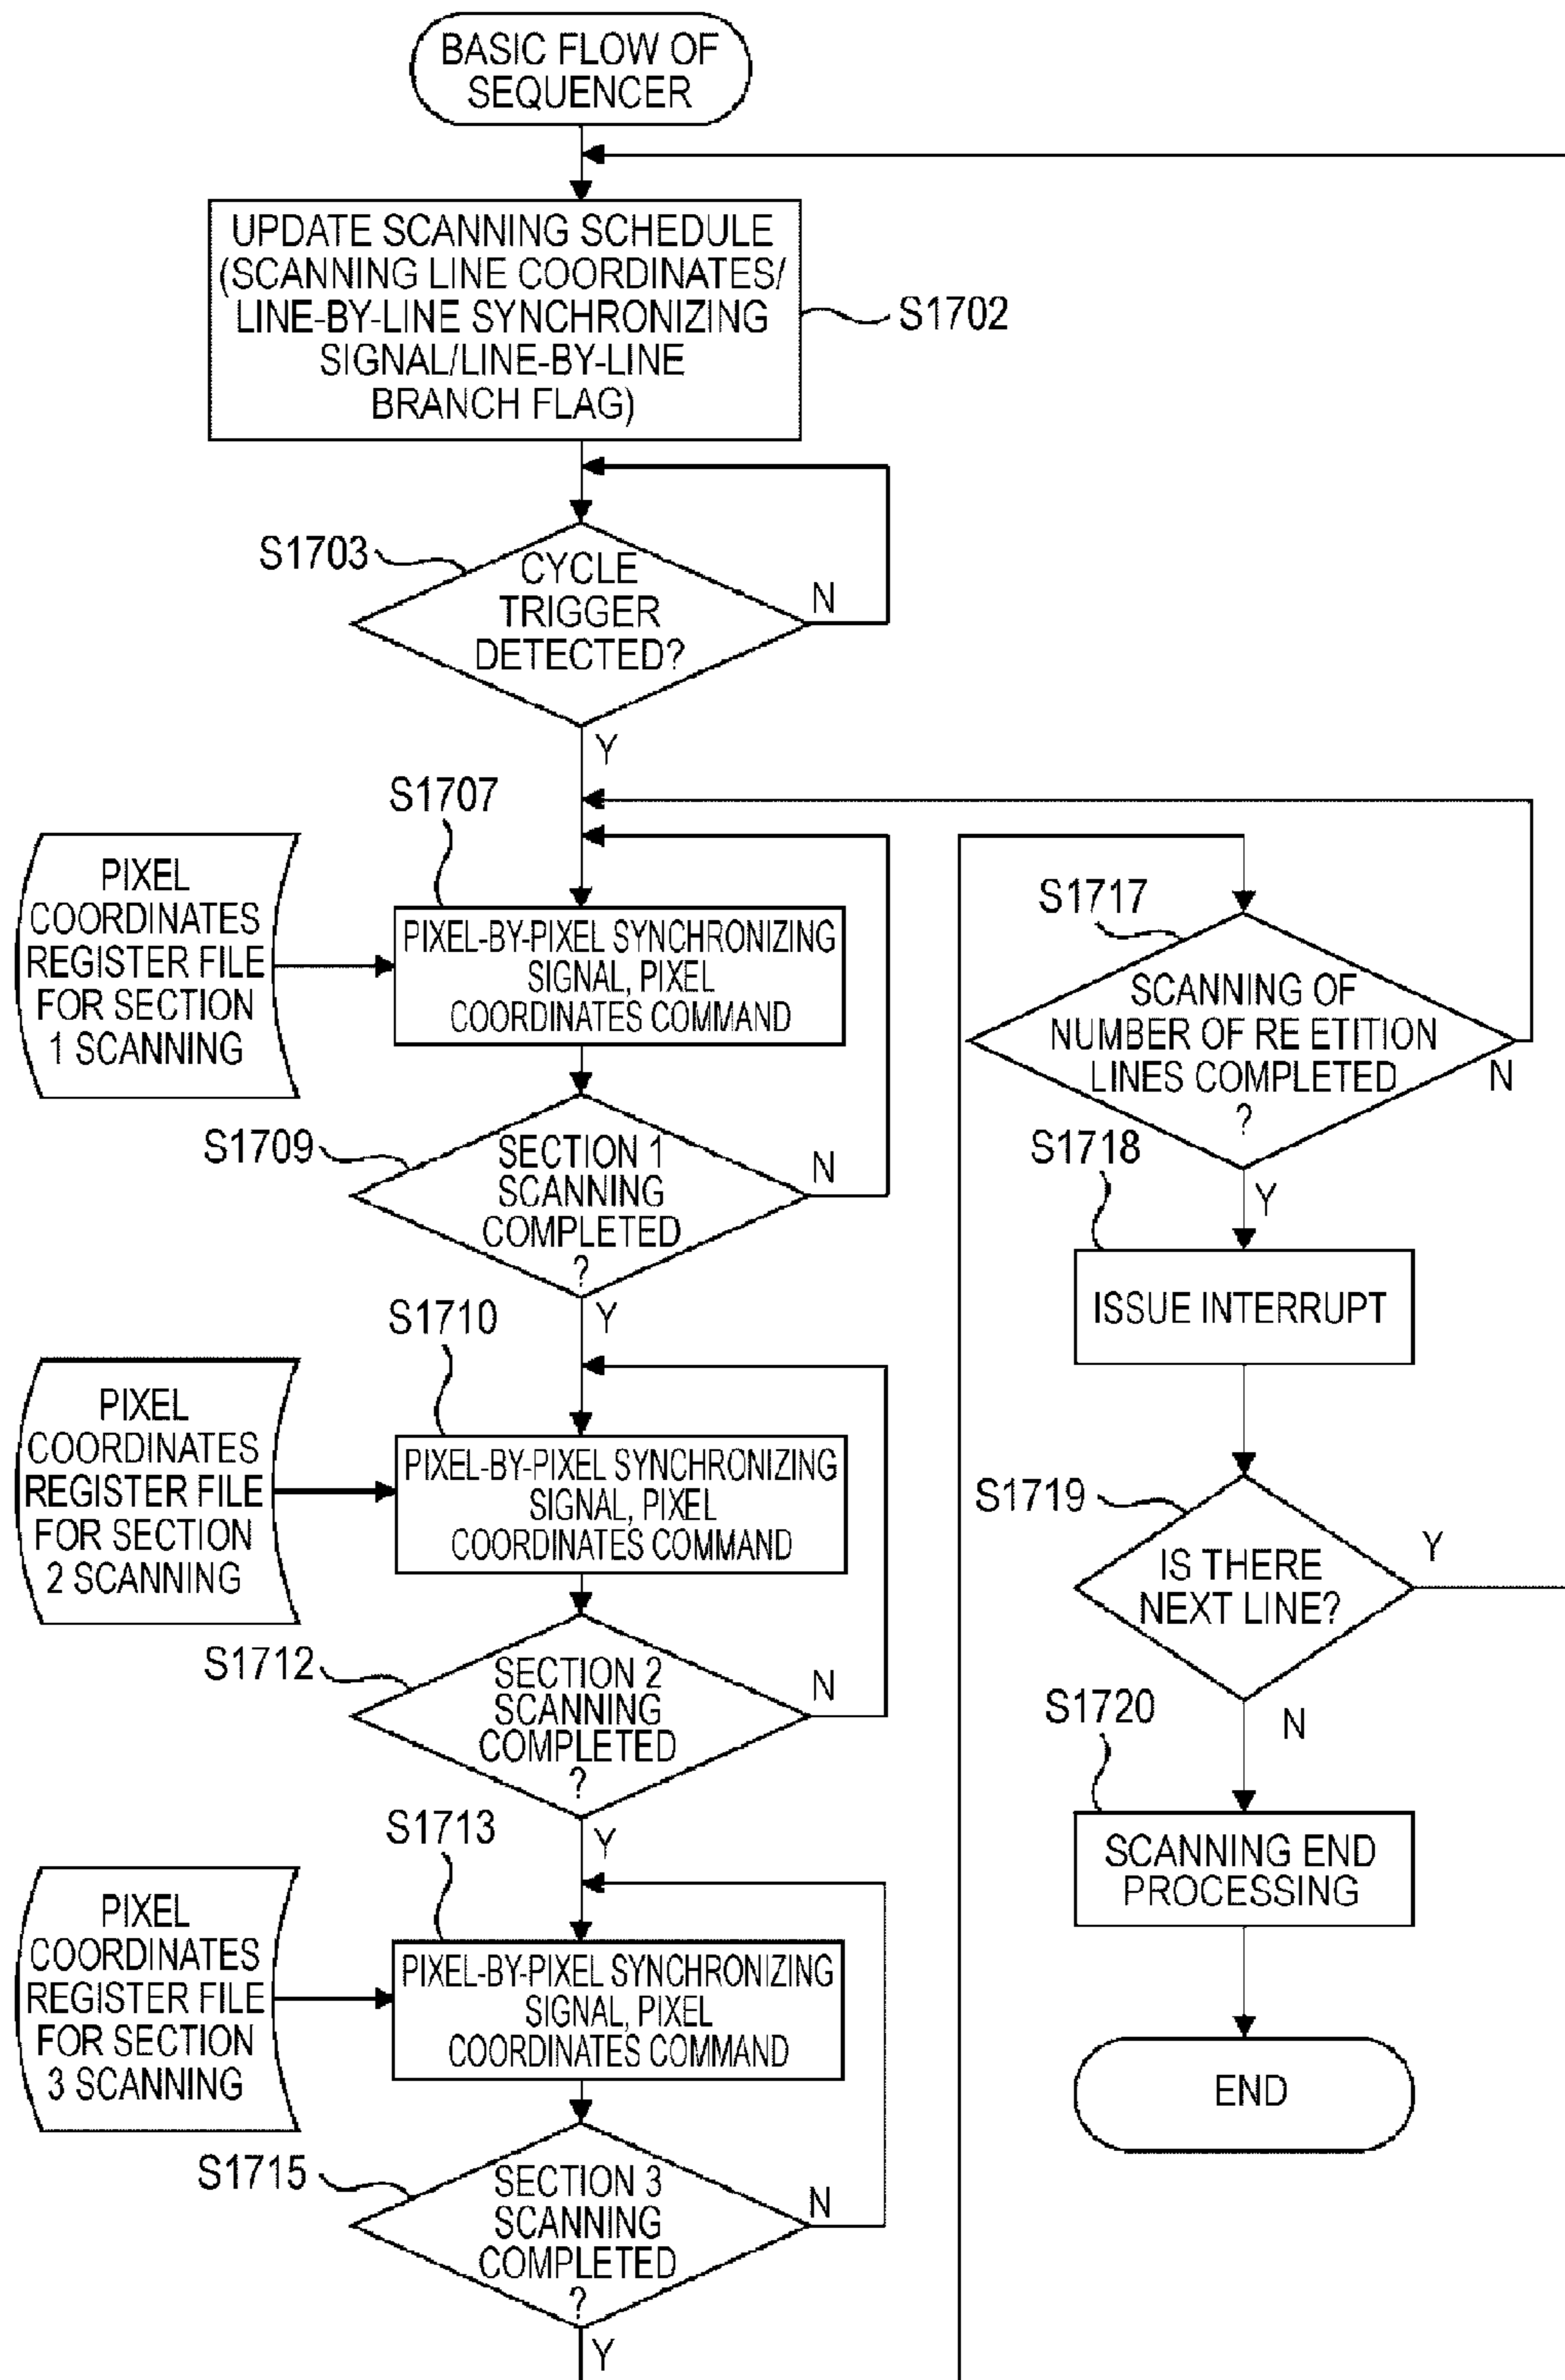 BASIC FLOW OF
SEQUENCER
UPDATE SCANNING SCHEDULE
(SCANNING LINE COORDINATES/
LINE-BY-LINE SYNCHRONIZING
SIGNAL/LINE-BY-LINE
BRANCH FLAG)
S1702
S1703
CYCLE
TRIGGER
DETECTED?
N
Y
S1707
PIXEL
COORDINATES
REGISTER FILE
FOR SECTION
1 SCANNING
PIXEL-BY-PIXEL SYNCHRONIZING
SIGNAL, PIXEL
COORDINATES COMMAND
S1709
SECTION 1
SCANNING
COMPLETED
?
N
Y
S1710
PIXEL
COORDINATES
REGISTER FILE
FOR SECTION
2 SCANNING
PIXEL-BY-PIXEL SYNCHRONIZING
SIGNAL, PIXEL
COORDINATES COMMAND
S1712
SECTION 2
SCANNING
COMPLETED
?
N
Y
S1713
PIXEL
COORDINATES
REGISTER FILE
FOR SECTION
3 SCANNING
PIXEL-BY-PIXEL SYNCHRONIZING
SIGNAL, PIXEL
COORDINATES COMMAND
S1715
SECTION 3
SCANNING
COMPLETED
?
N
Y
S1717
SCANNING OF
NUMBER OF RE ETITION
LINES COMPLETED
?
N
Y
S1718
ISSUE INTERRUPT
S1719
IS THERE
NEXT LINE?
Y
N
S1720
SCANNING END
PROCESSING
END